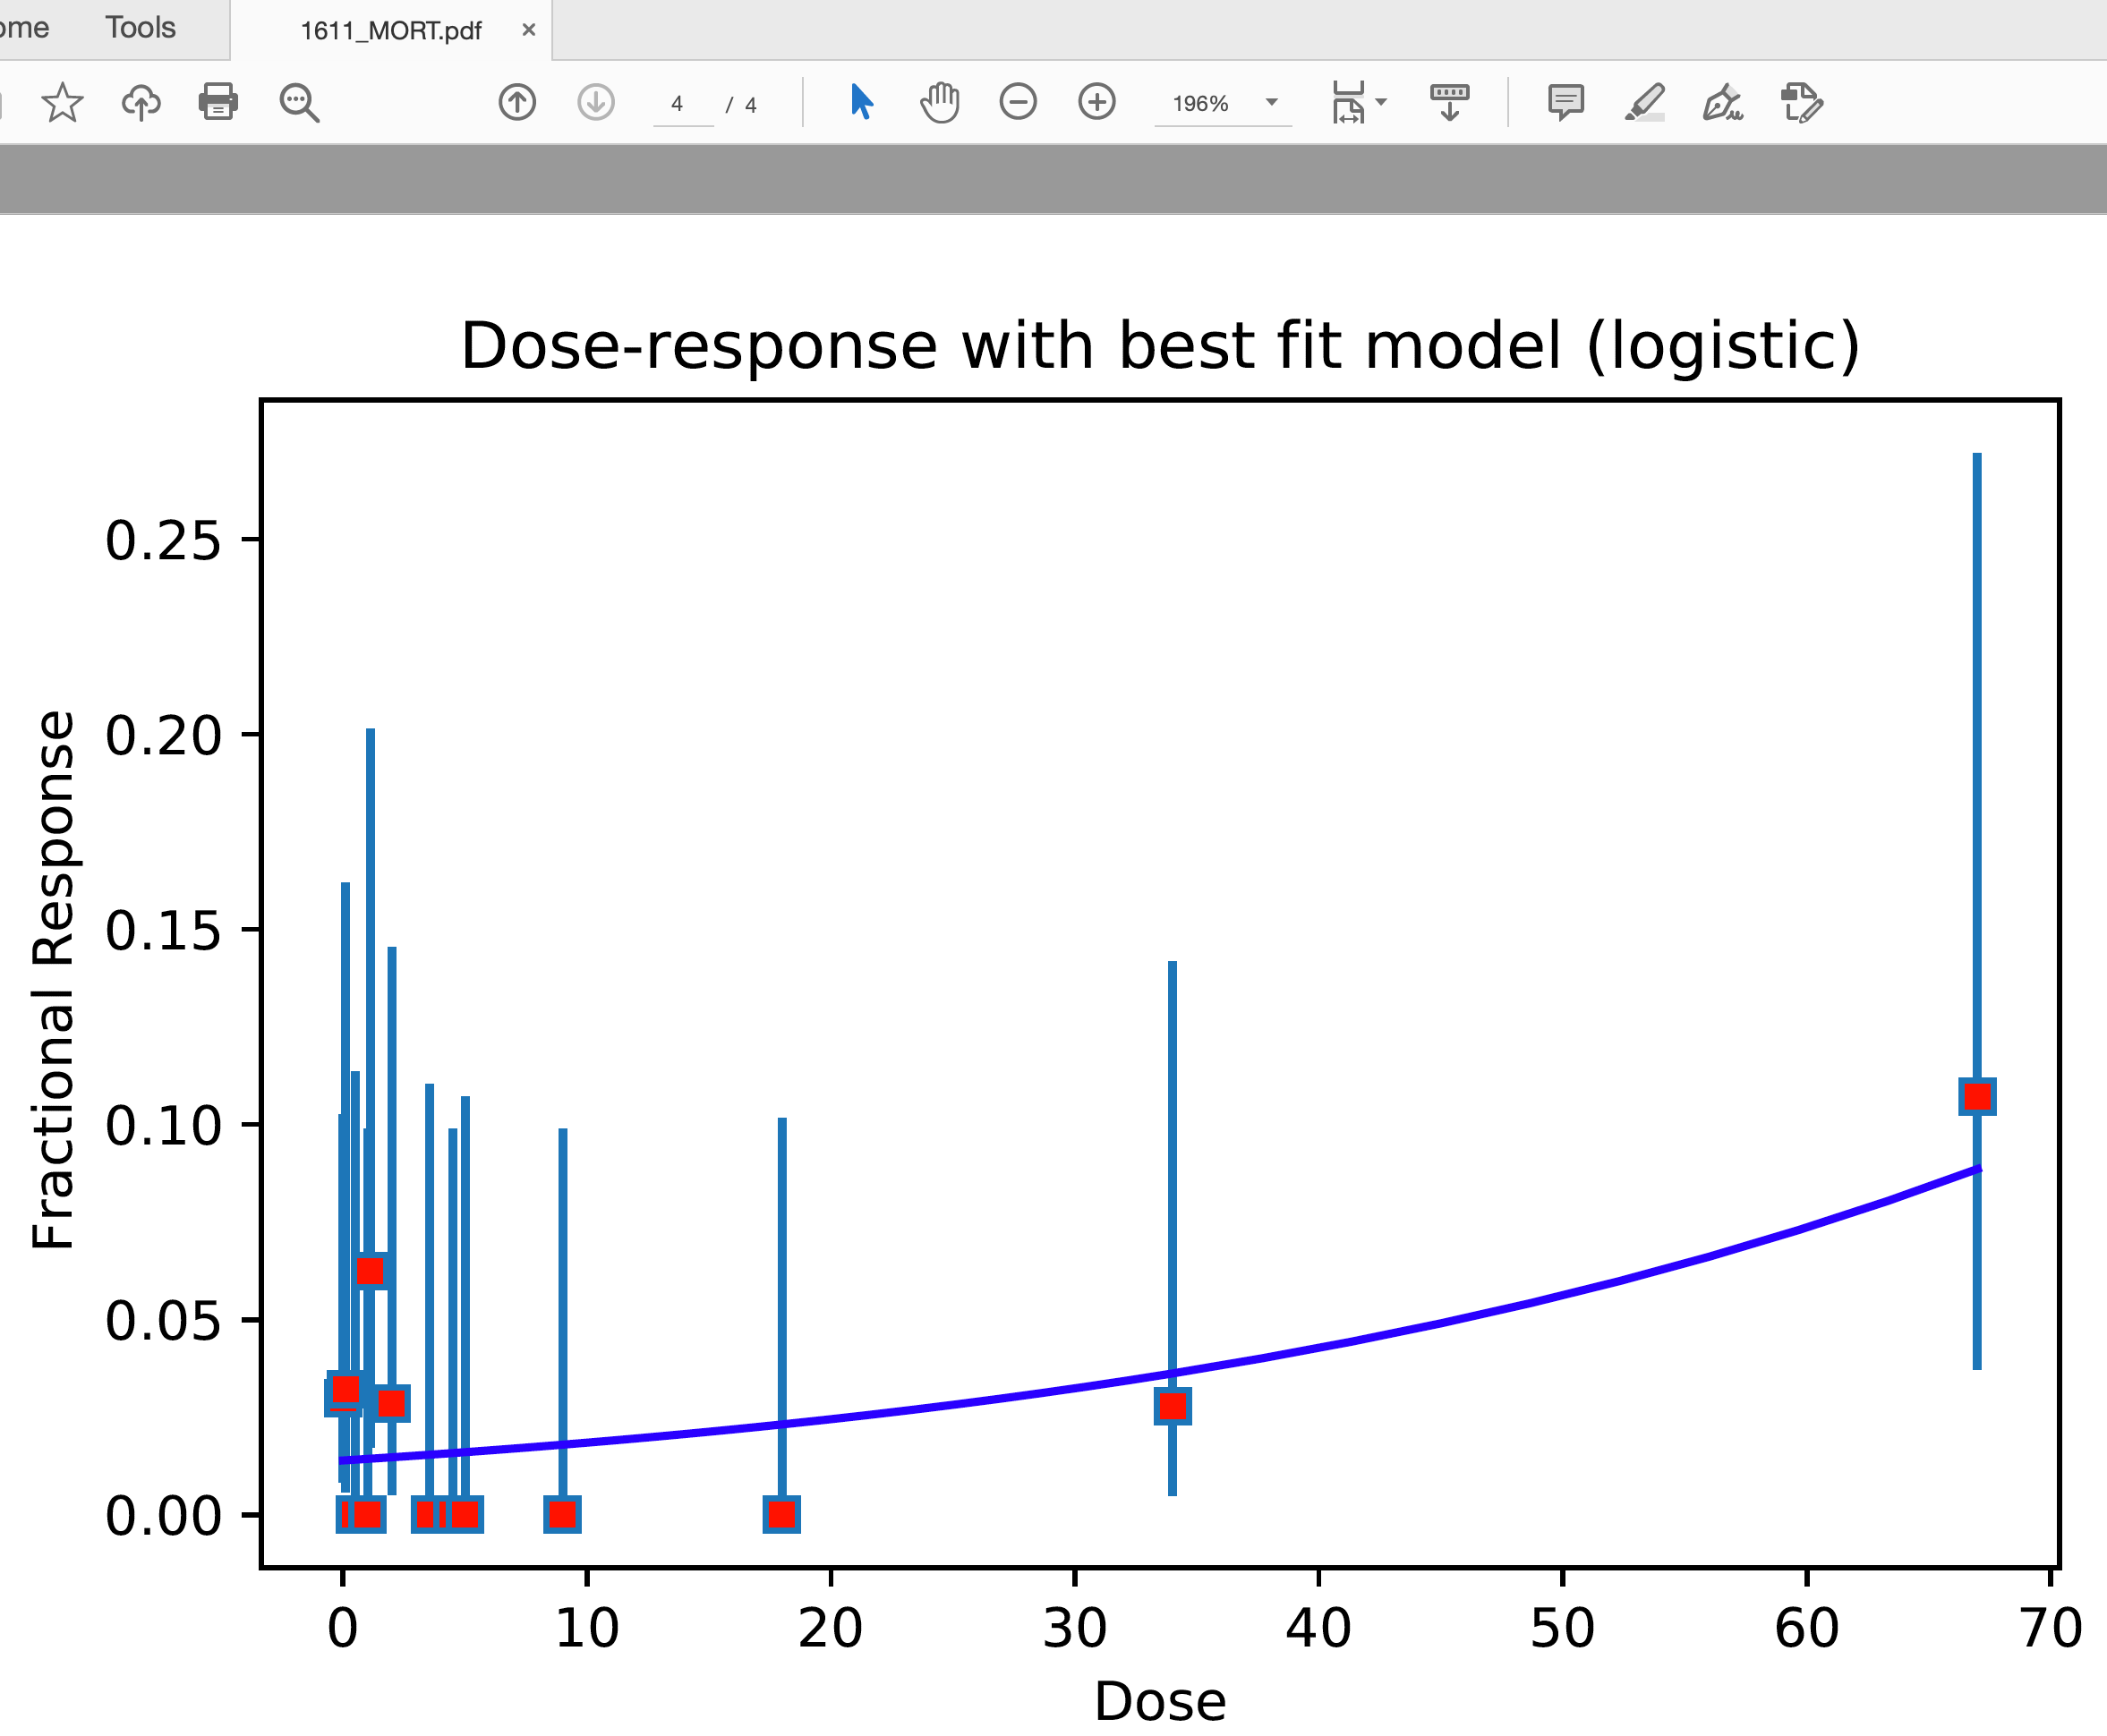 ome Tools 1611_MORT.pdf ×
4 / 4 196%
Dose-response with best fit model (logistic)
Fractional Response
0.25
0.20
0.15
0.10
0.05
0.00
0 10 20 30 40 50 60 70
Dose